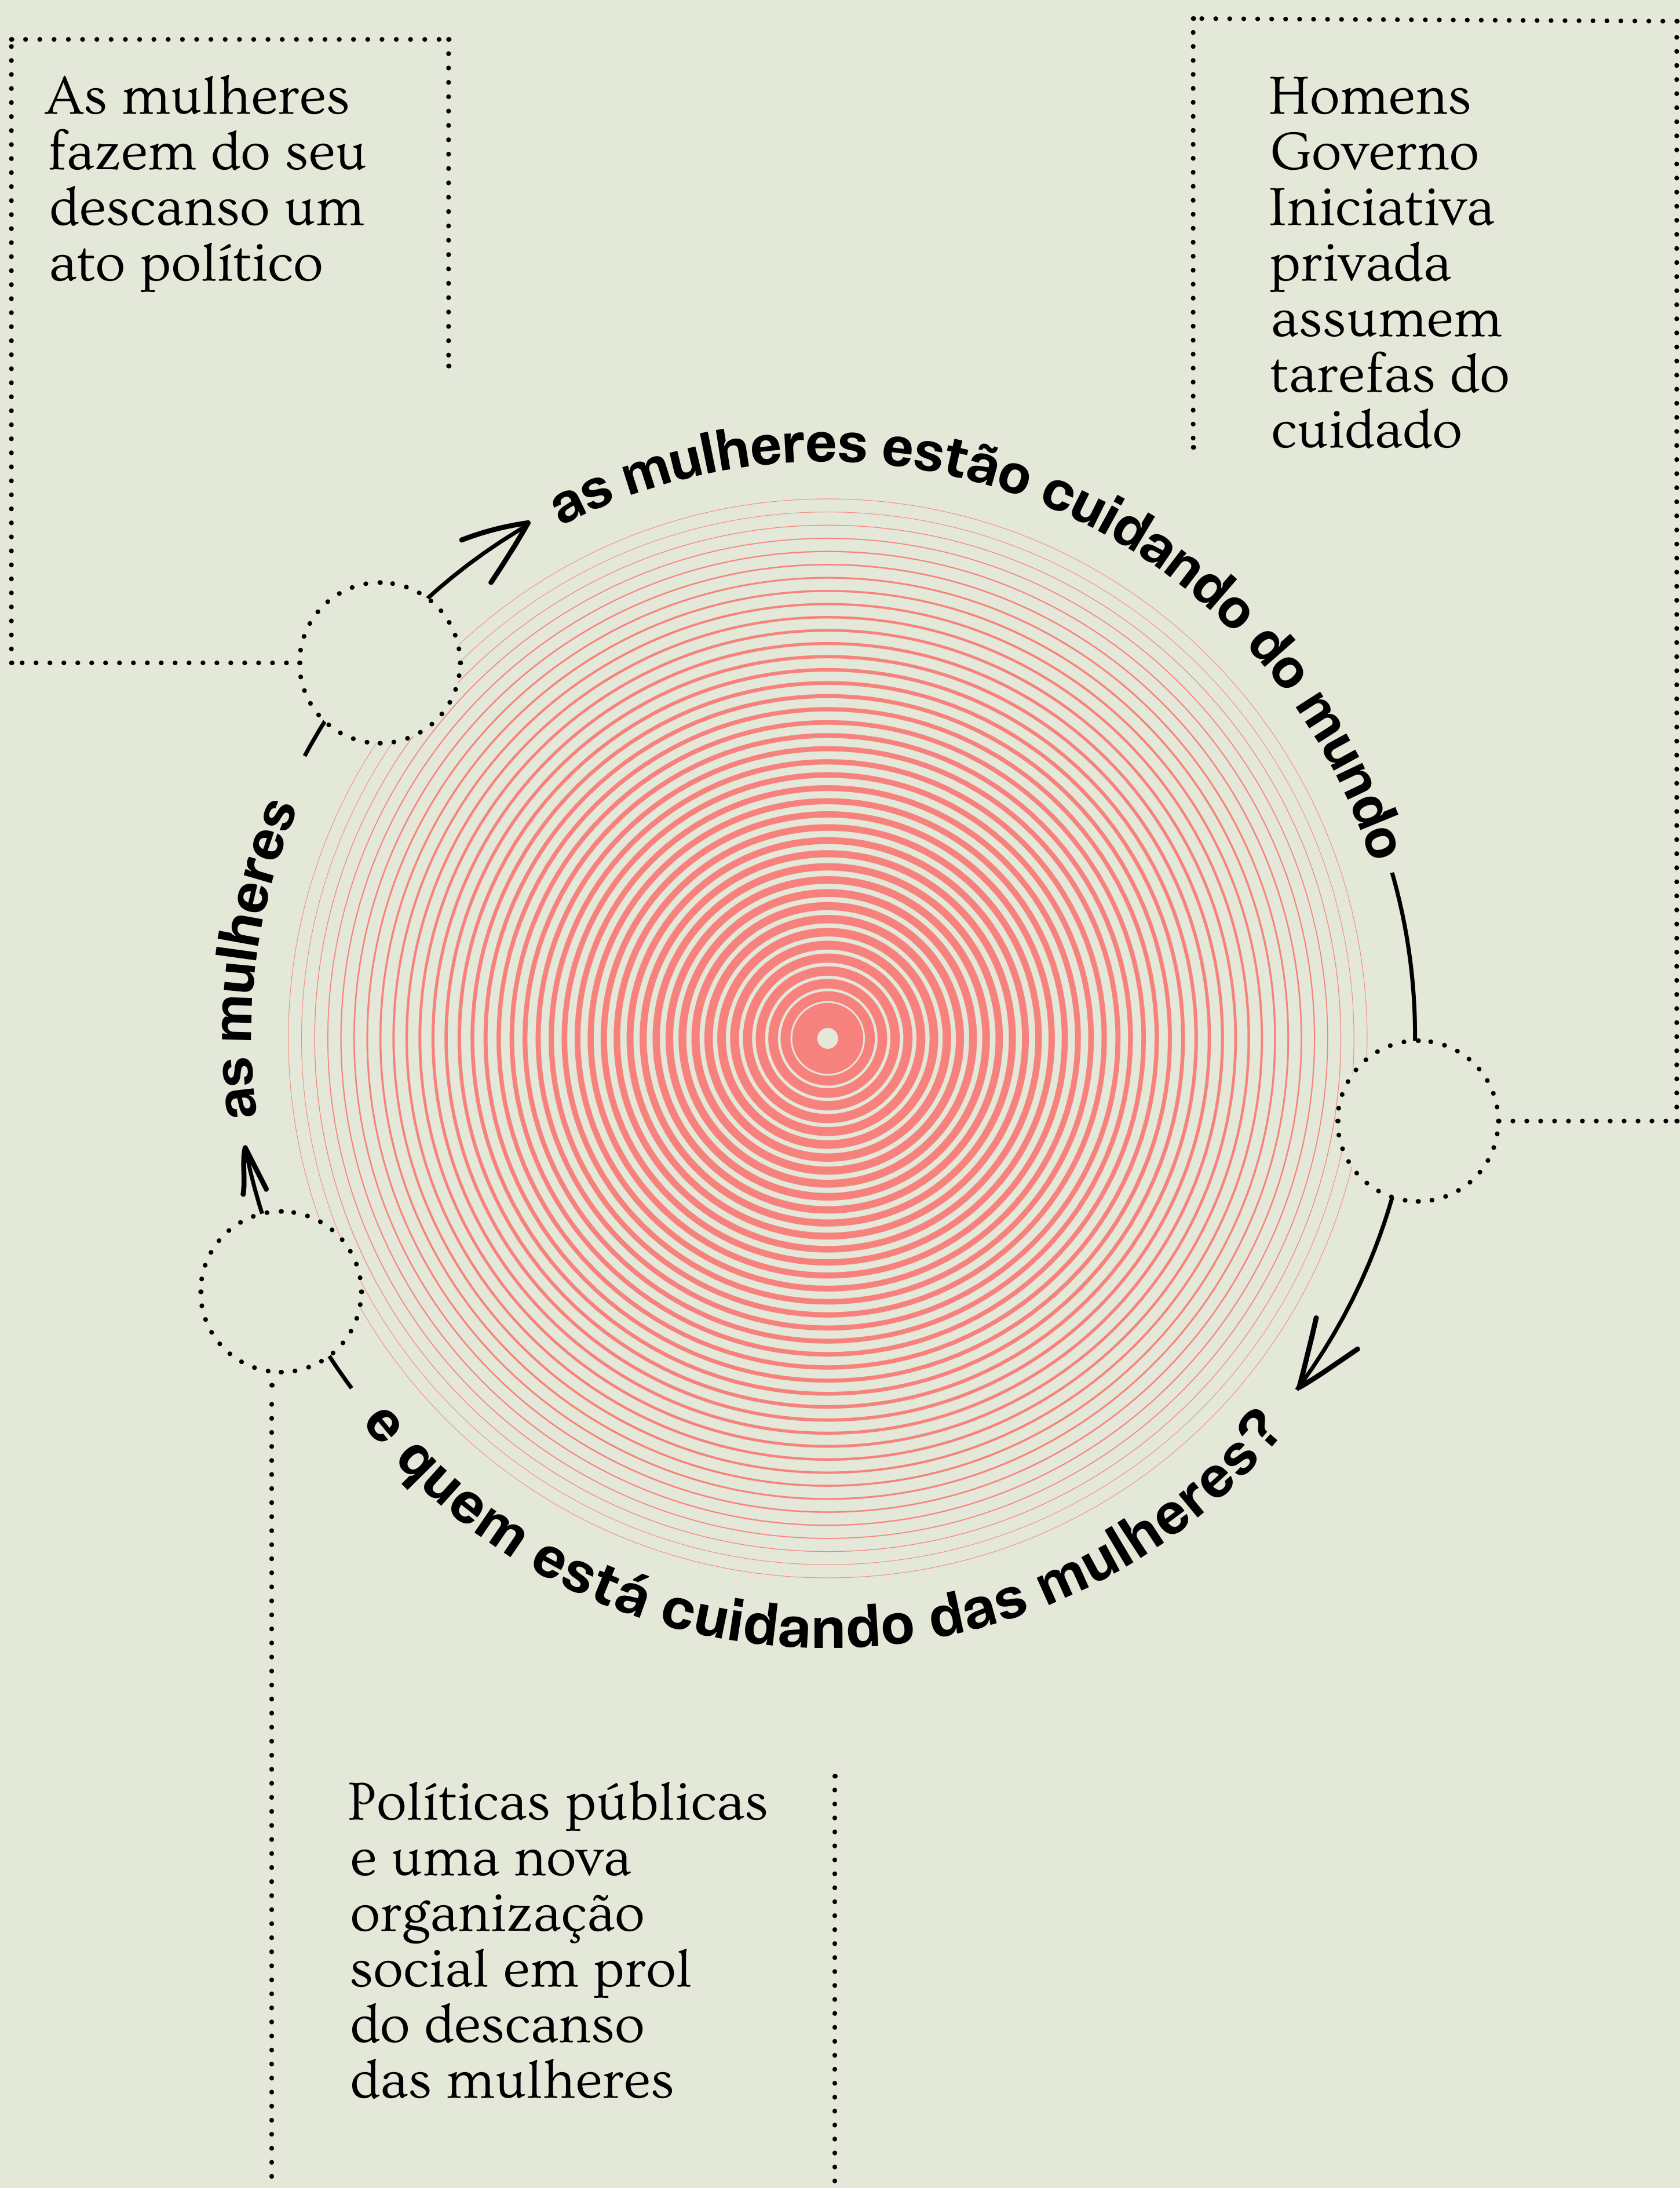 As mulheres
fazem do seu
descanso um
ato político
Homens
Governo
Iniciativa
privada
assumem
tarefas do
cuidado
as mulheres estão cuidando do mundo
e quem está cuidando das mulheres?
as mulheres
Políticas públicas
e uma nova
organização
social em prol
do descanso
das mulheres